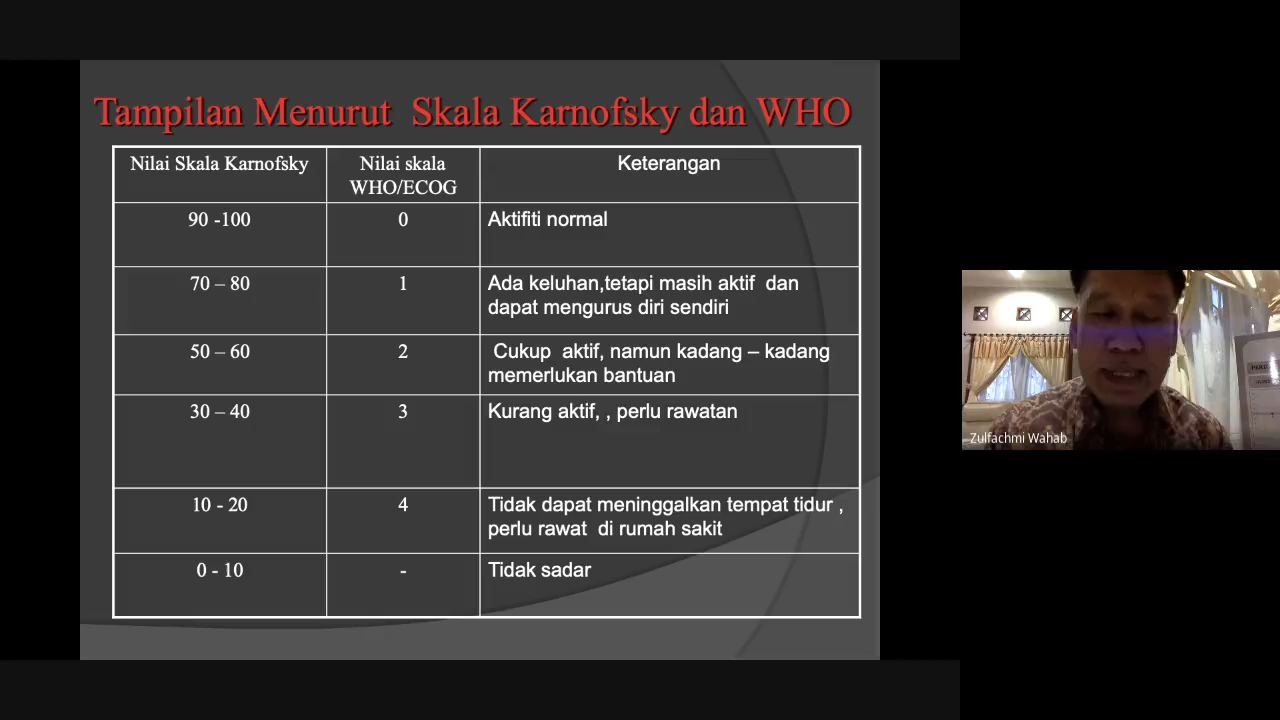 Tampilan Menurut Skala Karnofsky dan WHO
Nilai Skala Karnofsky
Nilai skala
WHO/ECOG
Keterangan
90 -100
0
Aktifiti normal
70 – 80
1
Ada keluhan,tetapi masih aktif dan
dapat mengurus diri sendiri
50 – 60
2
Cukup aktif, namun kadang – kadang
memerlukan bantuan
30 – 40
3
Kurang aktif, , perlu rawatan
10 - 20
4
Tidak dapat meninggalkan tempat tidur ,
perlu rawat di rumah sakit
0 - 10
-
Tidak sadar
Zulfachmi Wahab